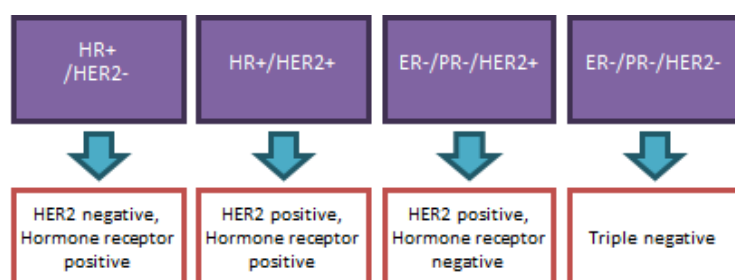 HR+
/HER2-
HR+/HER2+
ER-/PR-/HER2+
ER-/PR-/HER2-
HER2 negative,
Hormone receptor
positive
HER2 positive,
Hormone receptor
positive
HER2 positive,
Hormone receptor
negative
Triple negative